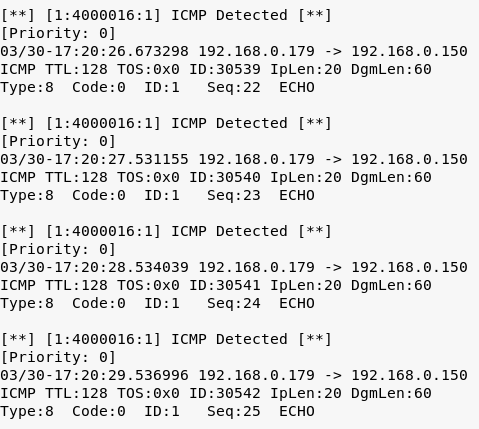 [**] [1:4000016:1] ICMP Detected [**]
[Priority: 0]
03/30-17:20:26.673298 192.168.0.179 -> 192.168.0.150
ICMP TTL:128 TOS:0x0 ID:30539 IpLen:20 DgmLen:60
Type:8  Code:0  ID:1   Seq:22  ECHO

[**] [1:4000016:1] ICMP Detected [**]
[Priority: 0]
03/30-17:20:27.531155 192.168.0.179 -> 192.168.0.150
ICMP TTL:128 TOS:0x0 ID:30540 IpLen:20 DgmLen:60
Type:8  Code:0  ID:1   Seq:23  ECHO

[**] [1:4000016:1] ICMP Detected [**]
[Priority: 0]
03/30-17:20:28.534039 192.168.0.179 -> 192.168.0.150
ICMP TTL:128 TOS:0x0 ID:30541 IpLen:20 DgmLen:60
Type:8  Code:0  ID:1   Seq:24  ECHO

[**] [1:4000016:1] ICMP Detected [**]
[Priority: 0]
03/30-17:20:29.536996 192.168.0.179 -> 192.168.0.150
ICMP TTL:128 TOS:0x0 ID:30542 IpLen:20 DgmLen:60
Type:8  Code:0  ID:1   Seq:25  ECHO